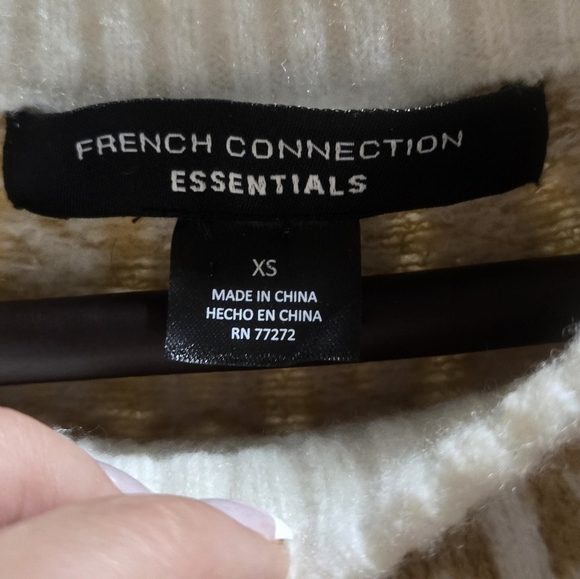 FRENCH CONNECTION
ESSENTIALS
XS
MADE IN CHINA
HECHO EN CHINA
RN 77272